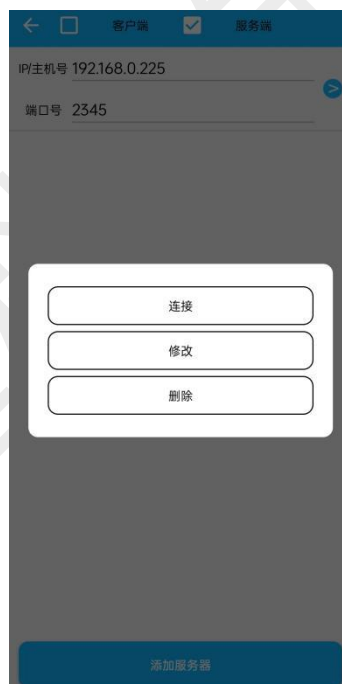 客户端 服务端
IP/主机号 192.168.0.225
端口号 2345
连接
修改
删除
添加服务器